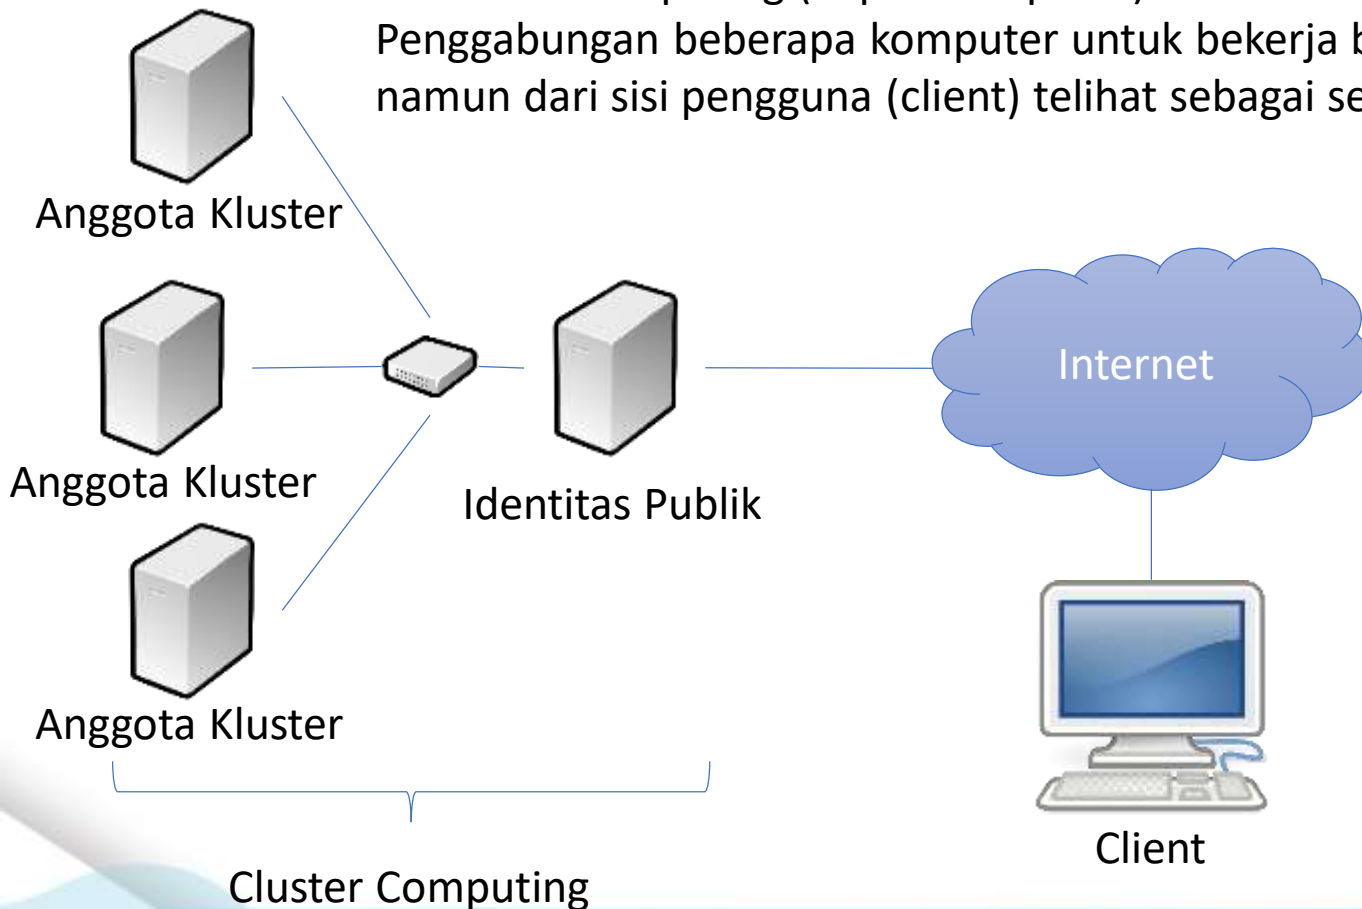 Penggabungan beberapa komputer untuk bekerja
namun dari sisi pengguna (client) telihat sebagai
Anggota Kluster
Internet
Anggota Kluster
Identitas Publik
Anggota Kluster
Client
Cluster Computing